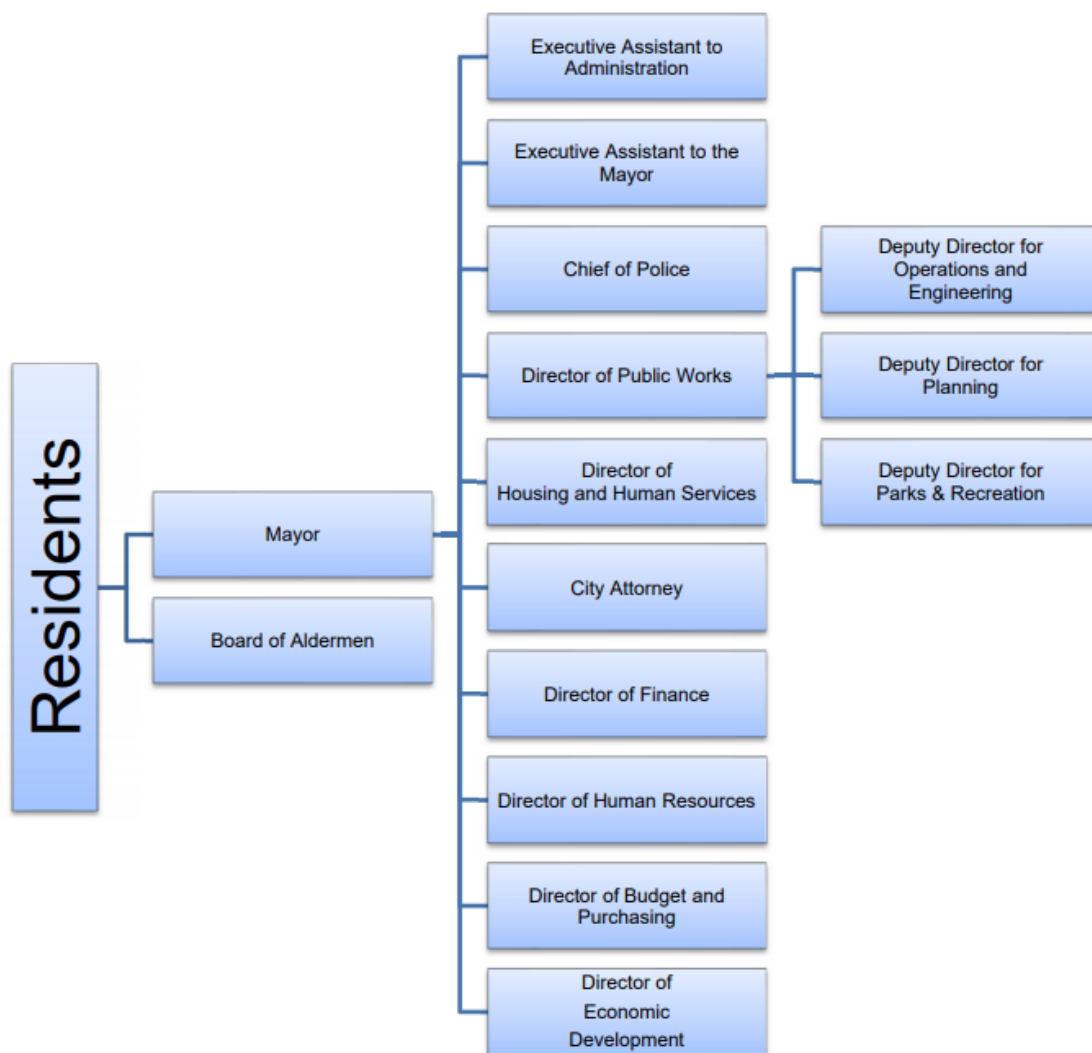 Residents
Mayor
Board of Aldermen
Executive Assistant to
Administration
Executive Assistant to the
Mayor
Chief of Police
Director of Public Works
Director of
Housing and Human Services
City Attorney
Director of Finance
Director of Human Resources
Director of Budget and
Purchasing
Director of
Economic
Development
Deputy Director for
Operations and
Engineering
Deputy Director for
Planning
Deputy Director for
Parks & Recreation